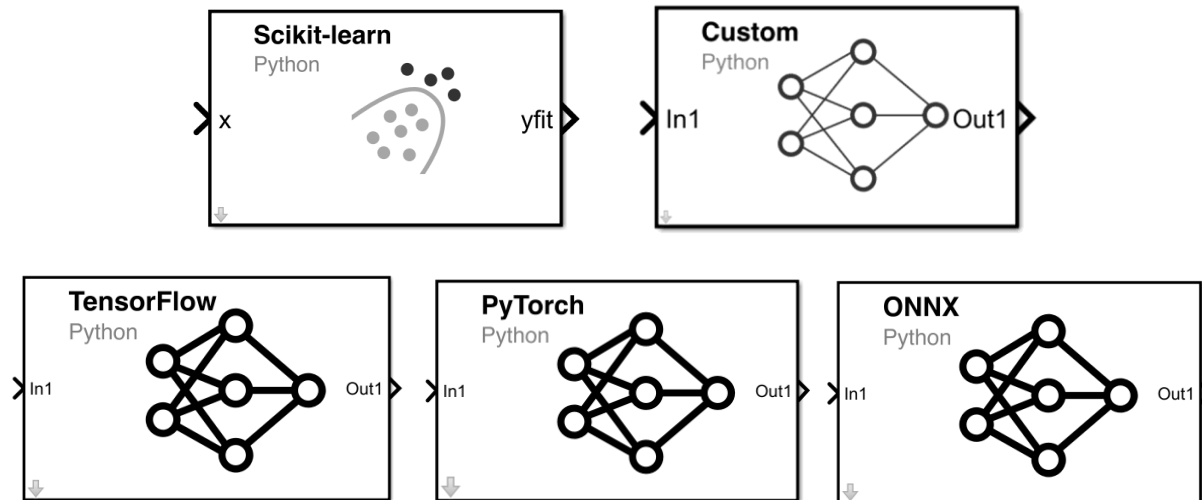 Scikit-learn
Python
x
yfit
Custom
Python
In1
Out1
TensorFlow
Python
In1
Out1
PyTorch
Python
In1
Out1
ONNX
Python
In1
Out1